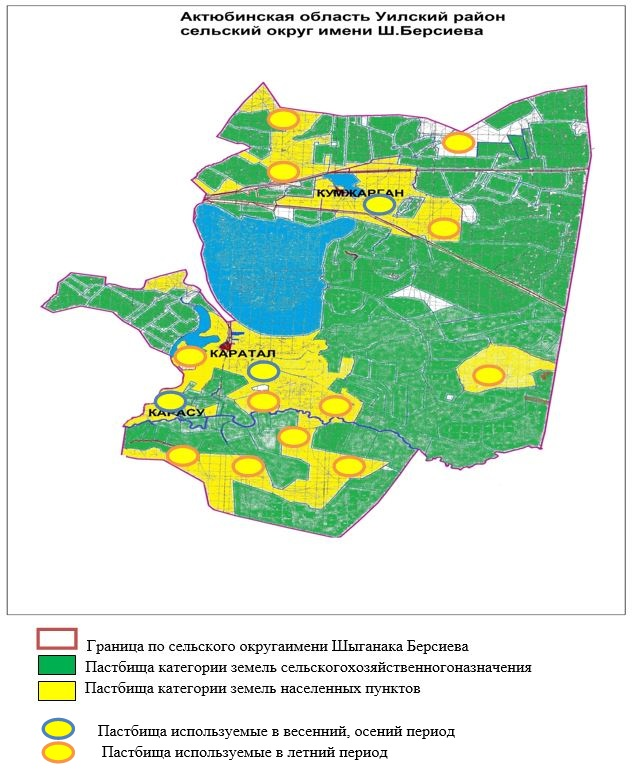 Актюбинская область Уилский район
сельский округ имени Ш.Берсиева
КУМЖАРГАН
КАРАТАЛ
КАРАСУ
Граница по сельского округаимени Шыганака Берсиева
Пастбища категории земель сельскогохозяйственногоназначения
Пастбища категории земель населенных пунктов
Пастбища используемые в весенний, осений период
Пастбища используемые в летний период